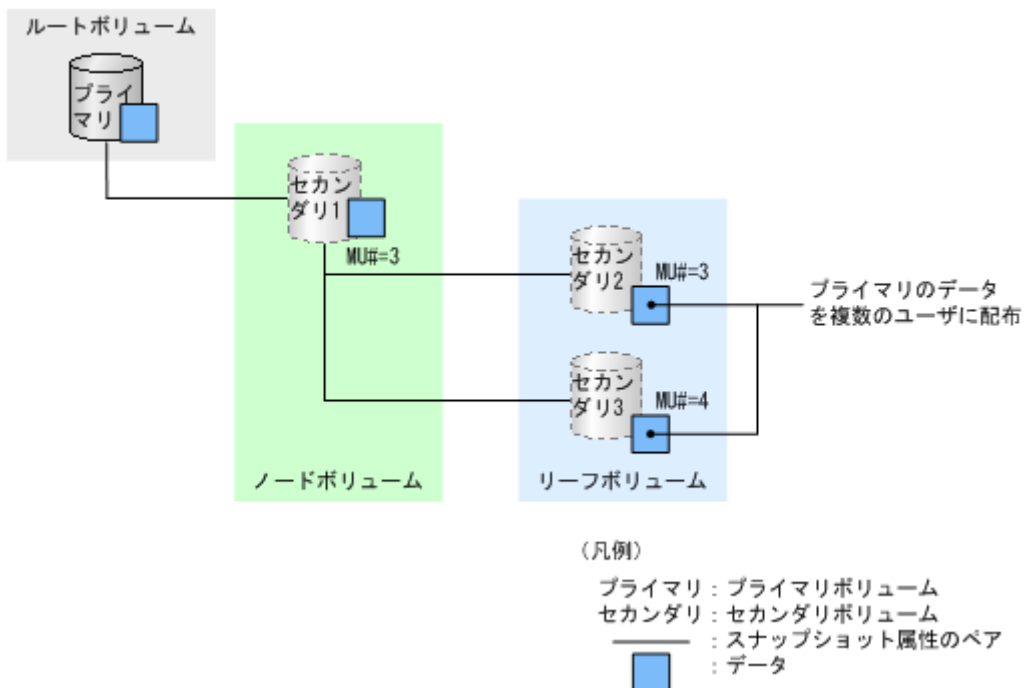 ルートボリューム
プライ
マリ
セカン
ダリ1
MU#=3
セカン
ダリ2
MU#=3
プライマリのデータ
を複数のユーザに配布
セカン
ダリ3
MU#=4
ノードボリューム
リーフボリューム
（凡例）
プライマリ：プライマリボリューム
セカンダリ：セカンダリボリューム
：スナップショット属性のペア
：データ